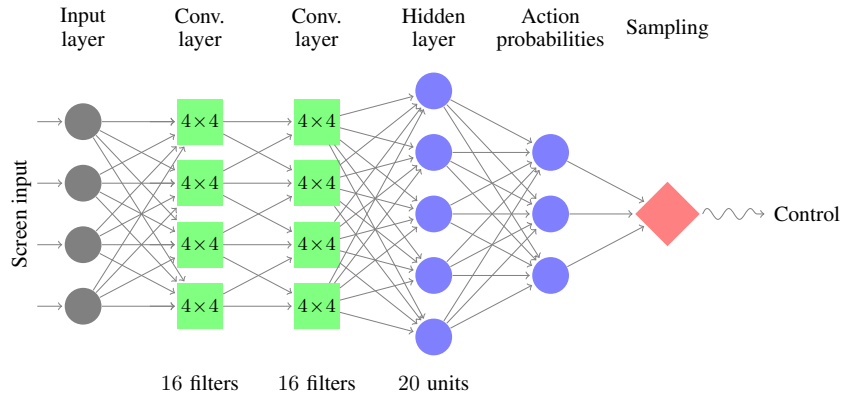 Input
layer
Conv.
layer
Conv.
layer
Hidden
layer
Action
probabilities
Sampling
Screen input
4×4
4×4
4×4
4×4
4×4
4×4
4×4
4×4
Control
16 filters
16 filters
20 units